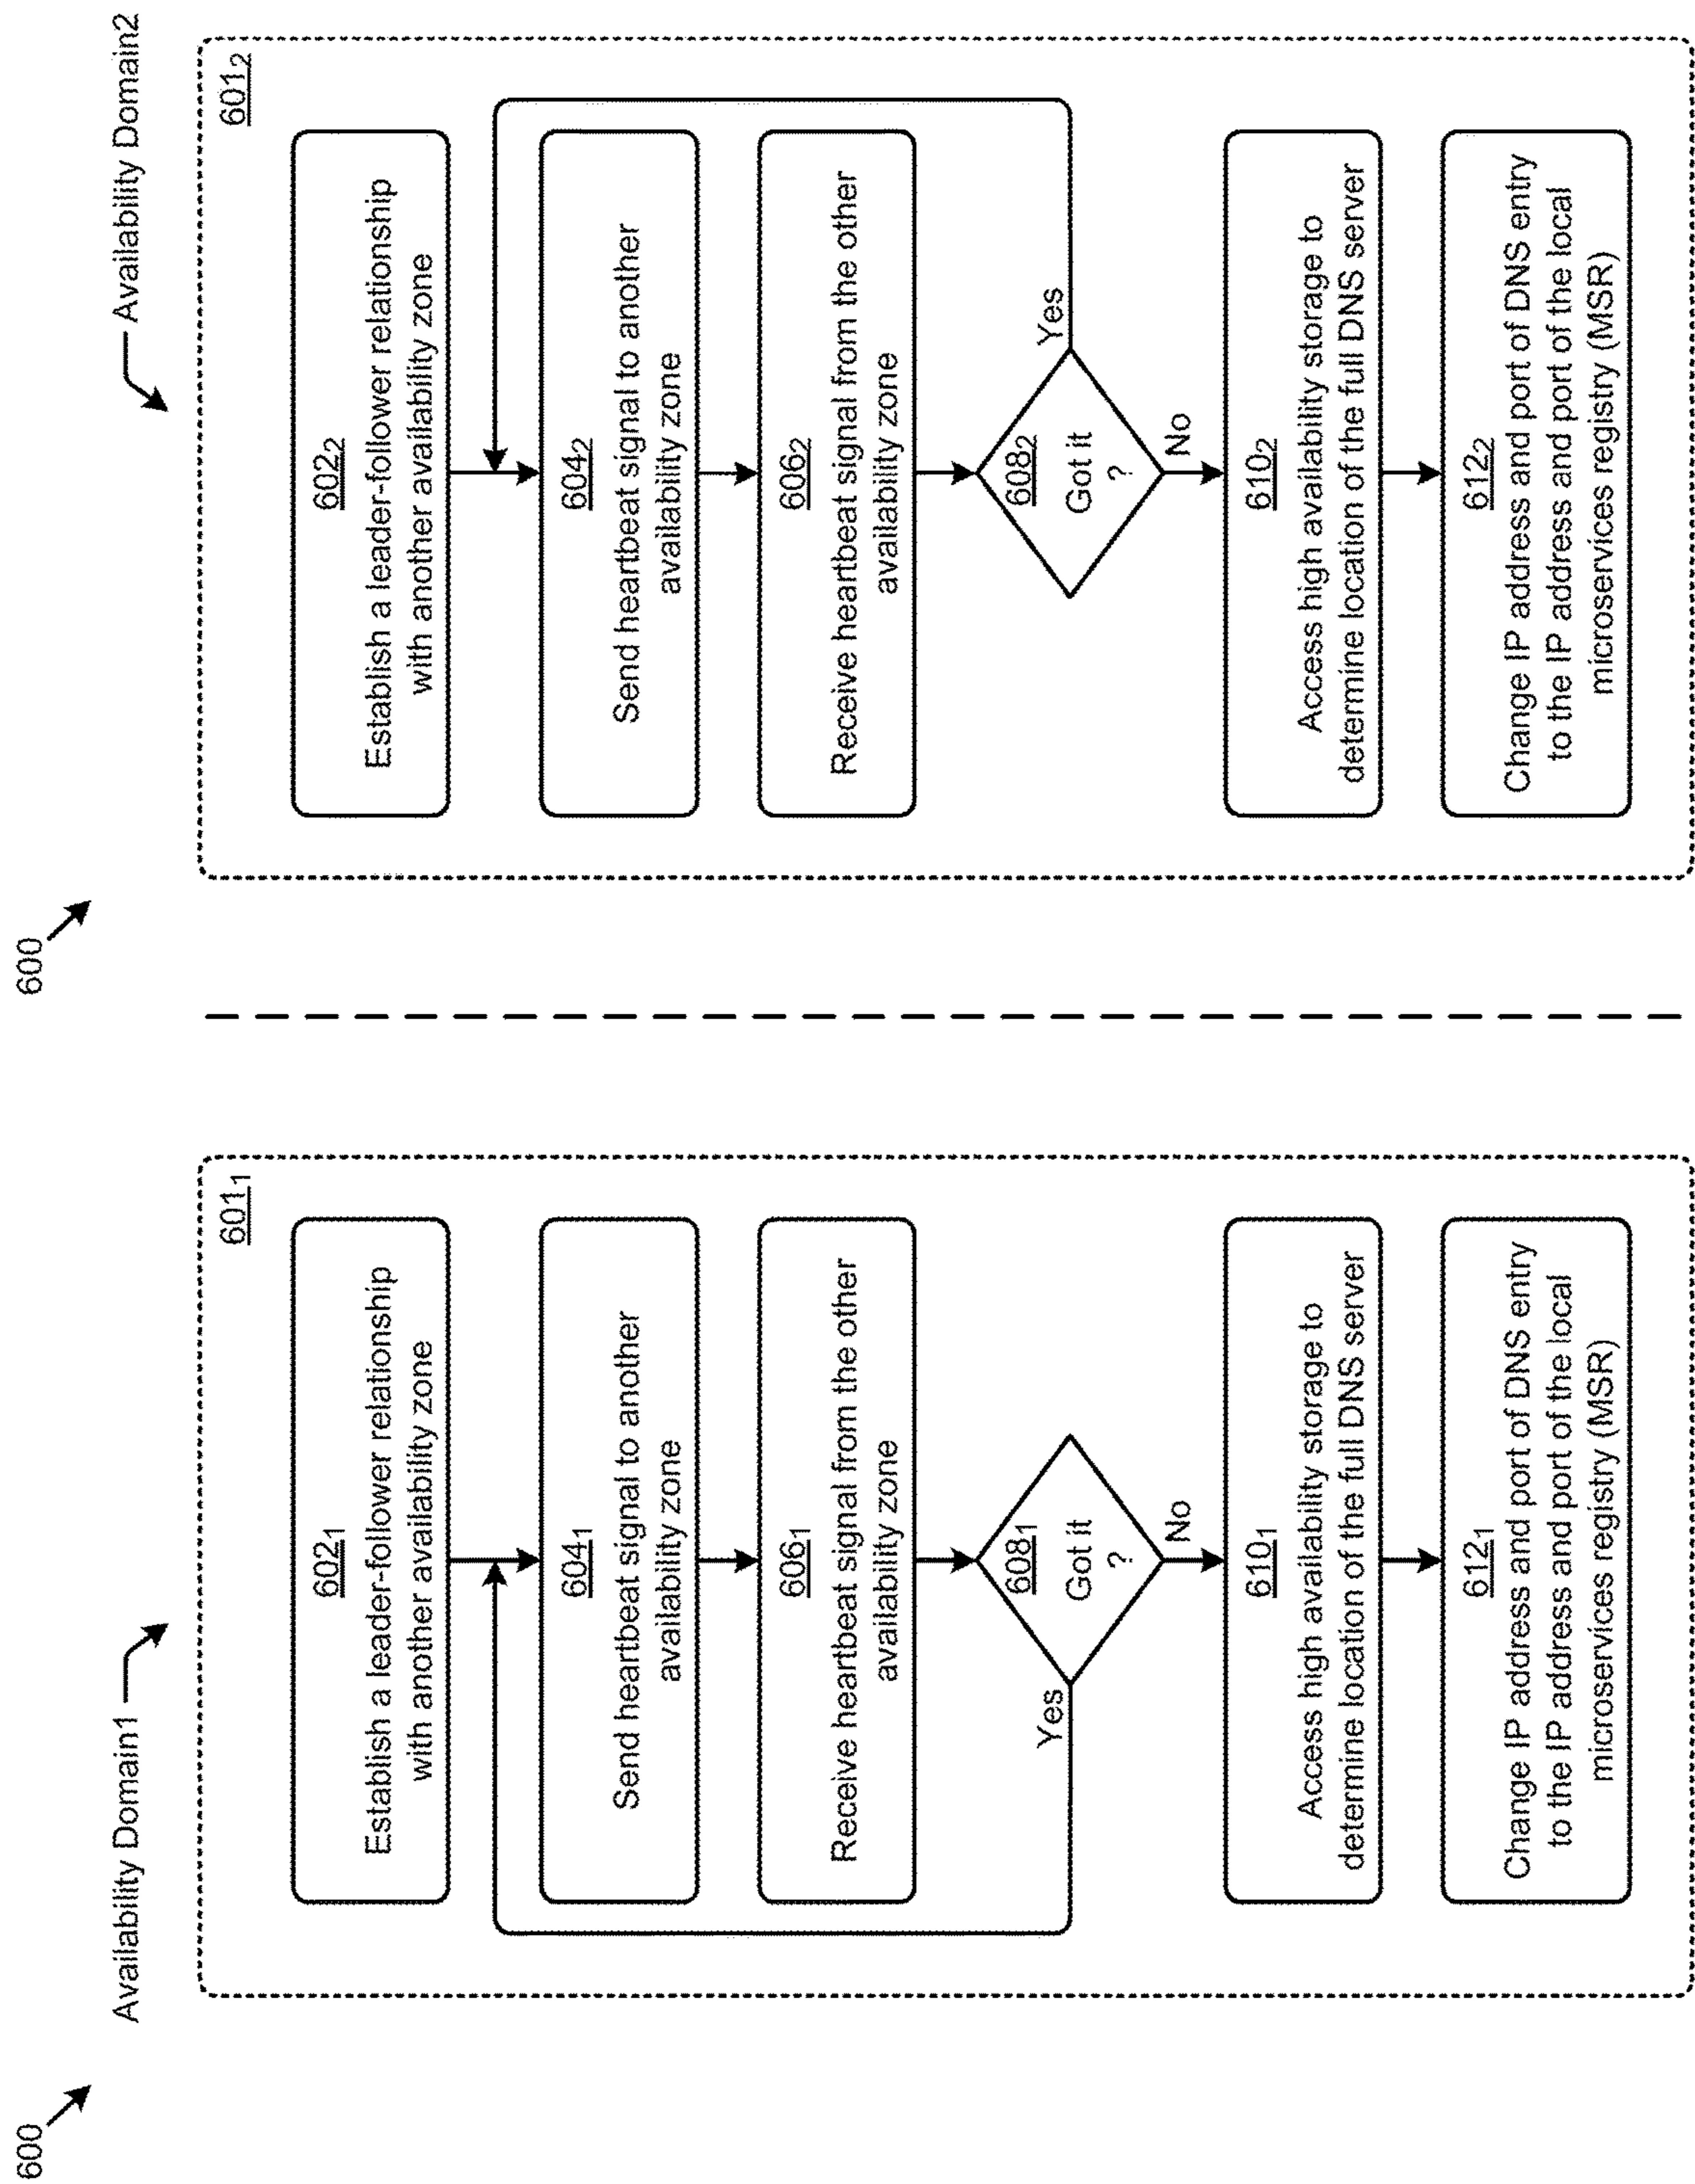 600
Availability Domain1
601₁
602₁
Establish a leader-follower relationship
with another availability zone
604₁
Send heartbeat signal to another
availability zone
606₁
Receive heartbeat signal from the other
availability zone
608₁
Got it
?
Yes
No
610₁
Access high availability storage to
determine location of the full DNS server
612₁
Change IP address and port of DNS entry
to the IP address and port of the local
microservices registry (MSR)
600
Availability Domain2
601₂
602₂
Establish a leader-follower relationship
with another availability zone
604₂
Send heartbeat signal to another
availability zone
606₂
Receive heartbeat signal from the other
availability zone
608₂
Got it
?
Yes
No
610₂
Access high availability storage to
determine location of the full DNS server
612₂
Change IP address and port of DNS entry
to the IP address and port of the local
microservices registry (MSR)